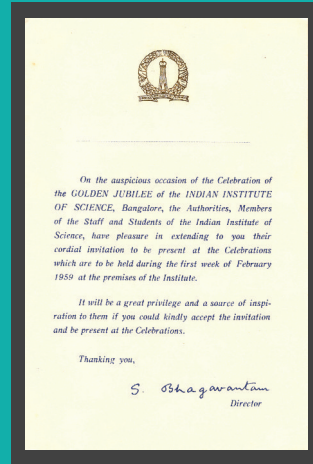 On the auspicious occasion of the Celebration of
the GOLDEN JUBILEE of the INDIAN INSTITUTE
OF SCIENCE, Bangalore, the Authorities, Members
of the Staff and Students of the Indian Institute of
Science, have pleasure in extending to you their
cordial invitation to be present at the Celebrations
which are to be held during the first week of February
1959 at the premises of the Institute.
It will be a great privilege and a source of inspi-
ration to them if you could kindly accept the invitation
and be present at the Celebrations.
Thanking you,
S. Bhagavantam
Director